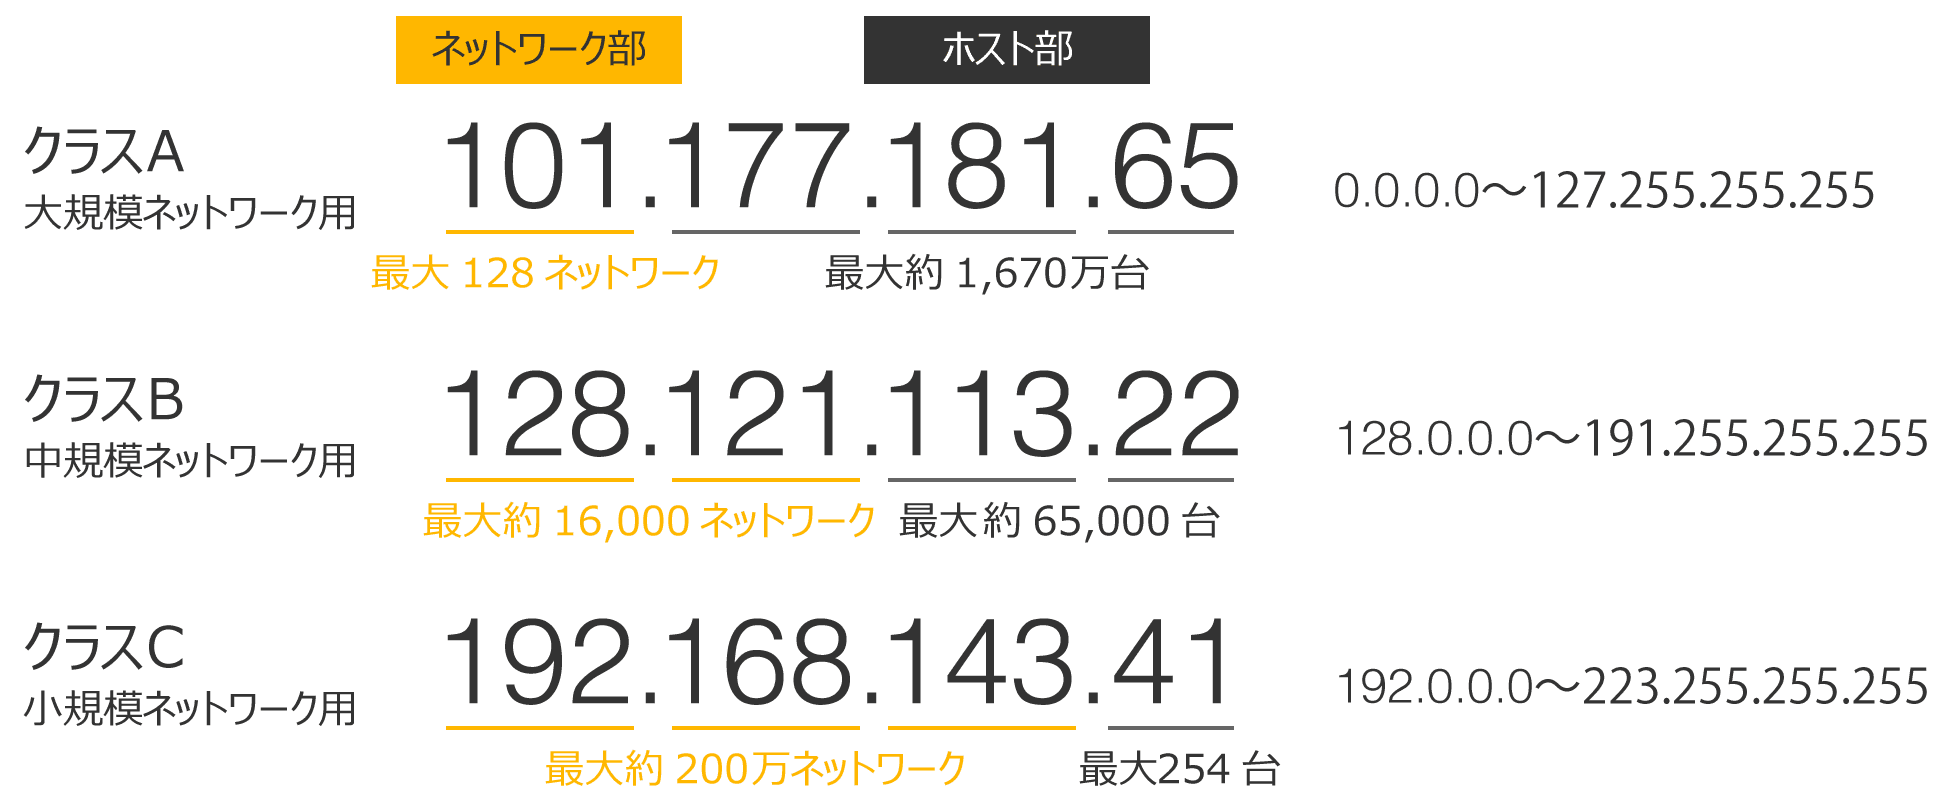 ネットワーク部 ホスト部
クラスA
大規模ネットワーク用
101.177.181.65
0.0.0.0～127.255.255.255
最大 128 ネットワーク 最大約 1,670万台
クラスB
中規模ネットワーク用
128.121.113.22
128.0.0.0～191.255.255.255
最大約 16,000 ネットワーク 最大約 65,000 台
クラスC
小規模ネットワーク用
192.168.143.41
192.0.0.0～223.255.255.255
最大約 200万ネットワーク 最大254 台